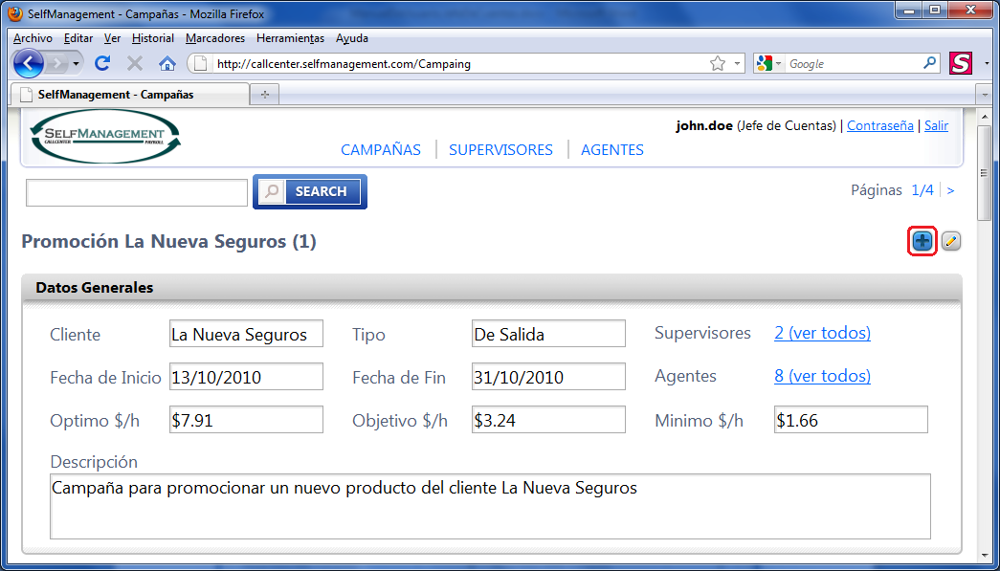 SelfManagement - Campañas - Mozilla Firefox
Archivo Editar Ver Historial Marcadores Herramientas Ayuda
http://callcenter.selfmanagement.com/Campaing
Google
S
SelfManagement - Campañas
SELFMANAGEMENT
CALLCENTER PAYROLL
john.doe (Jefe de Cuentas) | Contraseña | Salir
CAMPAÑAS | SUPERVISORES | AGENTES
SEARCH
Páginas 1/4 | >
Promoción La Nueva Seguros (1)
Datos Generales
Cliente La Nueva Seguros Tipo De Salida Supervisores 2 (ver todos)
Fecha de Inicio 13/10/2010 Fecha de Fin 31/10/2010 Agentes 8 (ver todos)
Optimo $/h $7.91 Objetivo $/h $3.24 Minimo $/h $1.66
Descripción
Campaña para promocionar un nuevo producto del cliente La Nueva Seguros